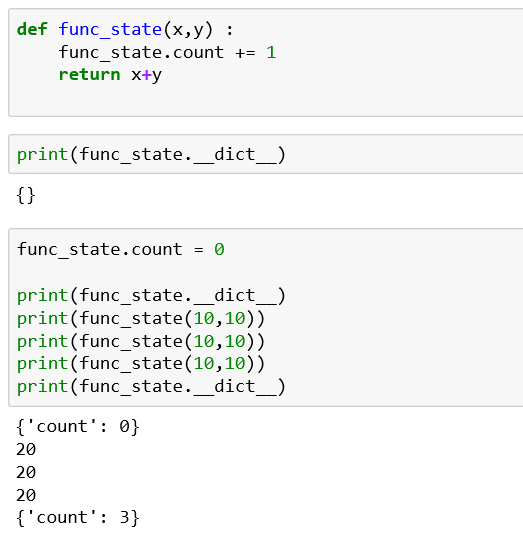 def func_state(x,y) :
    func_state.count += 1
    return x+y
print(func_state.__dict__)
{}
func_state.count = 0
print(func_state.__dict__)
print(func_state(10,10))
print(func_state(10,10))
print(func_state(10,10))
print(func_state.__dict__)
{'count': 0}
20
20
20
{'count': 3}